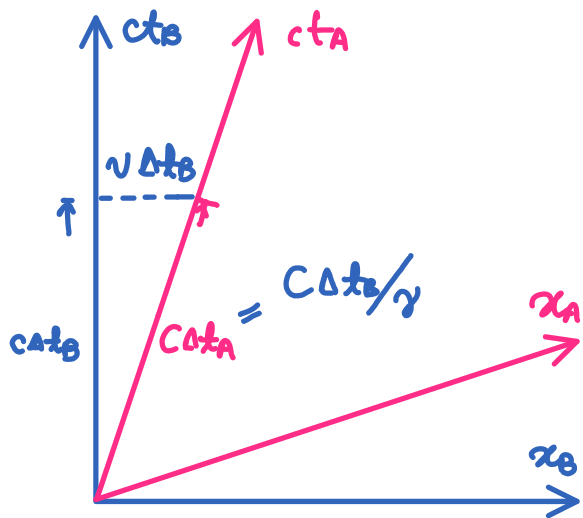 ctB
ctA
vΔtB
cΔtB
cΔtA = cΔtB/γ
xA
xB